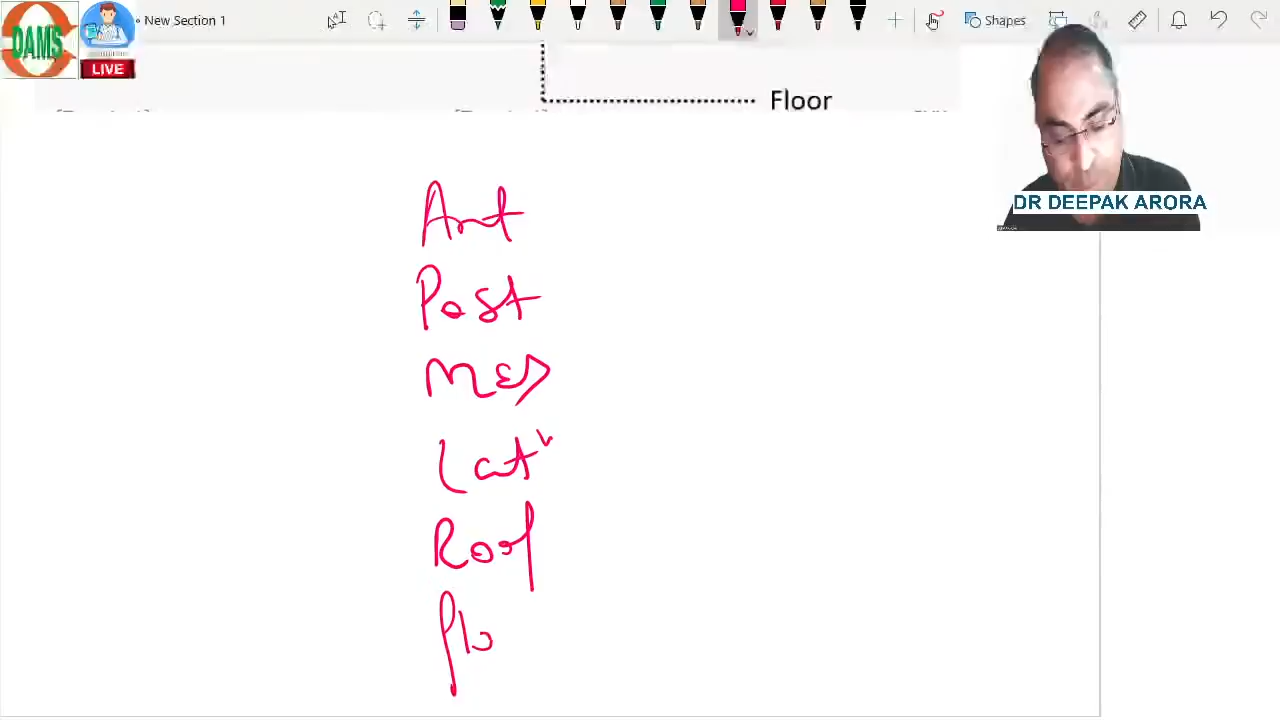 New Section 1
Shapes
DAMS
LIVE
Floor
DR DEEPAK ARORA
Ant
Post
Med
Lat
Roof
Flo